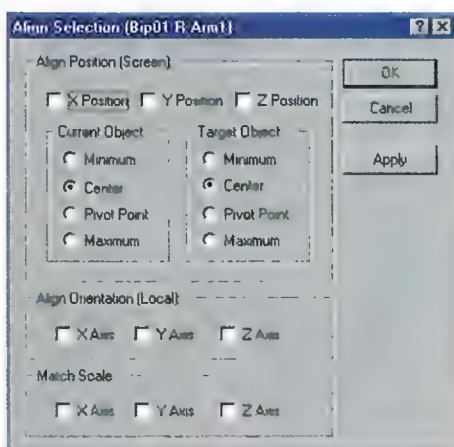 Align Selection (Bip01 R Arm1)
Align Position (Screen):
X Position Y Position Z Position
Current Object
Minimum
Center
Pivot Point
Maximum
Target Object
Minimum
Center
Pivot Point
Maximum
Align Orientation (Local):
X Axis Y Axis Z Axis
Match Scale
X Axis Y Axis Z Axis
OK
Cancel
Apply